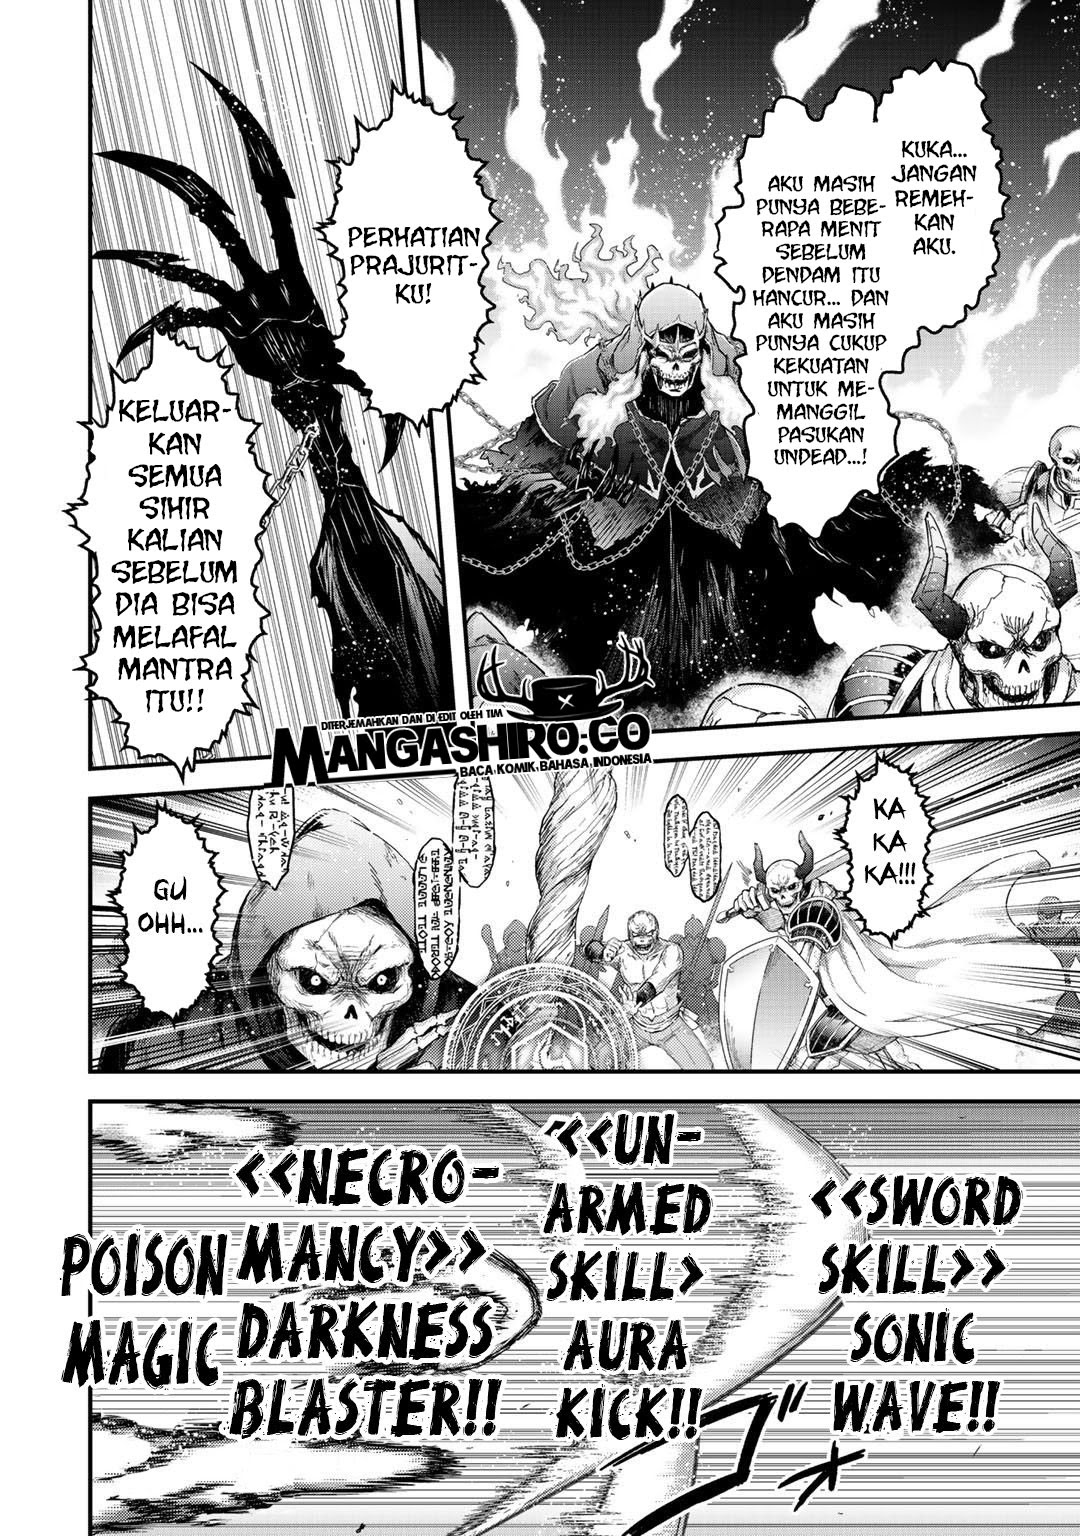 KUKA...
JANGAN
REMEH-
KAN
AKU.
AKU MASIH
PUNYA BEBE-
RAPA MENIT
SEBELUM
DENDAM ITU
HANCUR... DAN
AKU MASIH
PUNYA CUKUP
KEKUATAN
UNTUK ME-
MANGGIL
PASUKAN
UNDEAD...!
PERHATIAN
PRAJURIT-
KU!
KELUAR-
KAN
SEMUA
SIHIR
KALIAN
SEBELUM
DIA BISA
MELAFAL
MANTRA
ITU!!
DITERJEMAHKAN DAN DI EDIT OLEH TIM
MANGASHIRO.CO
BACA KOMIK BAHASA INDONESIA
KA
KA
KA
KA!!!
GU
OHH...
<<SWORD
SKILL>>
SONIC
WAVE!!
<<UN-
ARMED
SKILL>
AURA
KICK!!
<<NECRO-
MANCY>>
DARKNESS
BLASTER!!
POISON
MAGIC